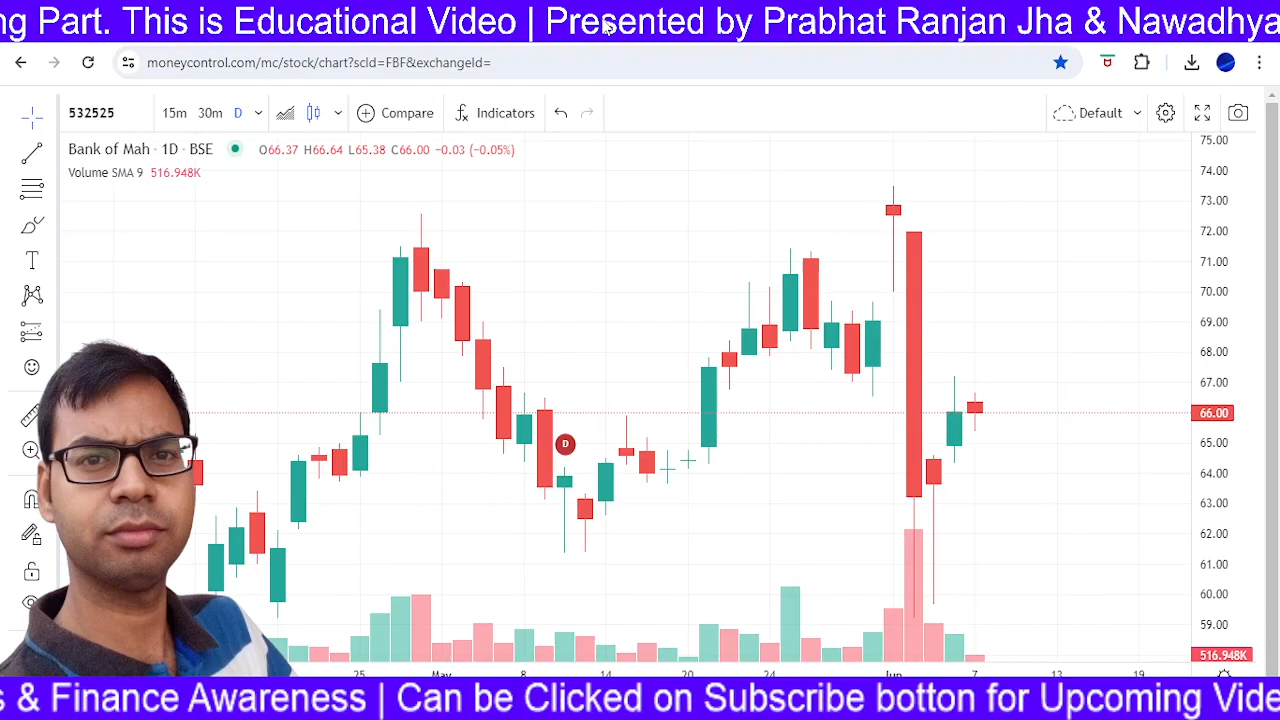 ng Part. This is Educational Video | Presented by Prabhat Ranjan Jha & Nawadhya
moneycontrol.com/mc/stock/chart?scId=FBFE&exchangeId=
532525 15m 30m D Compare Indicators Default
Bank of Mah · 1D · BSE O66.37 H66.64 L65.38 C66.00 −0.03 (−0.05%)
Volume SMA 9 516.948K
75.00
74.00
73.00
72.00
71.00
70.00
69.00
68.00
67.00
66.00
65.00
D
64.00
63.00
62.00
61.00
60.00
59.00
516.948K
25 May 8 14 20 24 Jun 7 13 19
s & Finance Awareness | Can be Clicked on Subscribe botton for Upcoming Vide